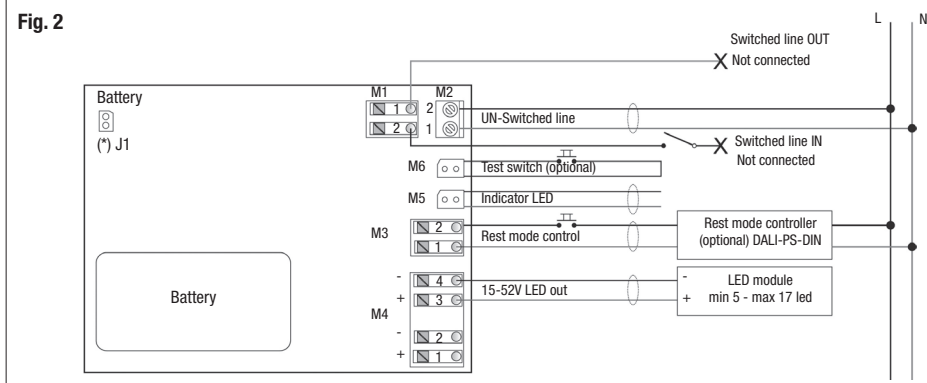 Fig. 2
L N
Switched line OUT
Not connected
Battery
(*) J1
M1 M2
1 2
2 1
UN-Switched line
Switched line IN
Not connected
M6 Test switch (optional)
M5 Indicator LED
M3
2
1
Rest mode control
Rest mode controller
(optional) DALI-PS-DIN
Battery
M4
- 4
+ 3
15-52V LED out
- LED module
+ min 5 - max 17 led
- 2
+ 1